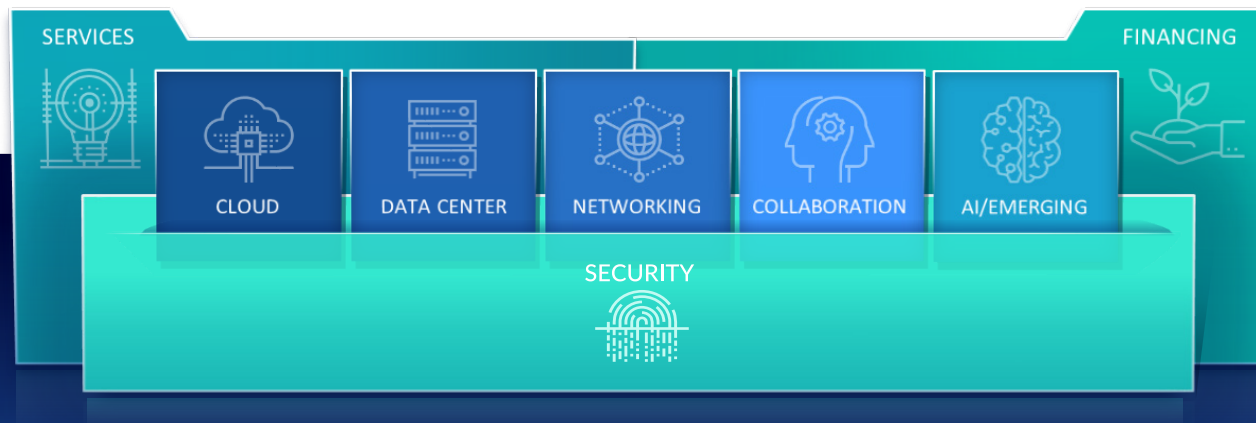 SERVICES
FINANCING
CLOUD
DATA CENTER
NETWORKING
COLLABORATION
AI/EMERGING
SECURITY